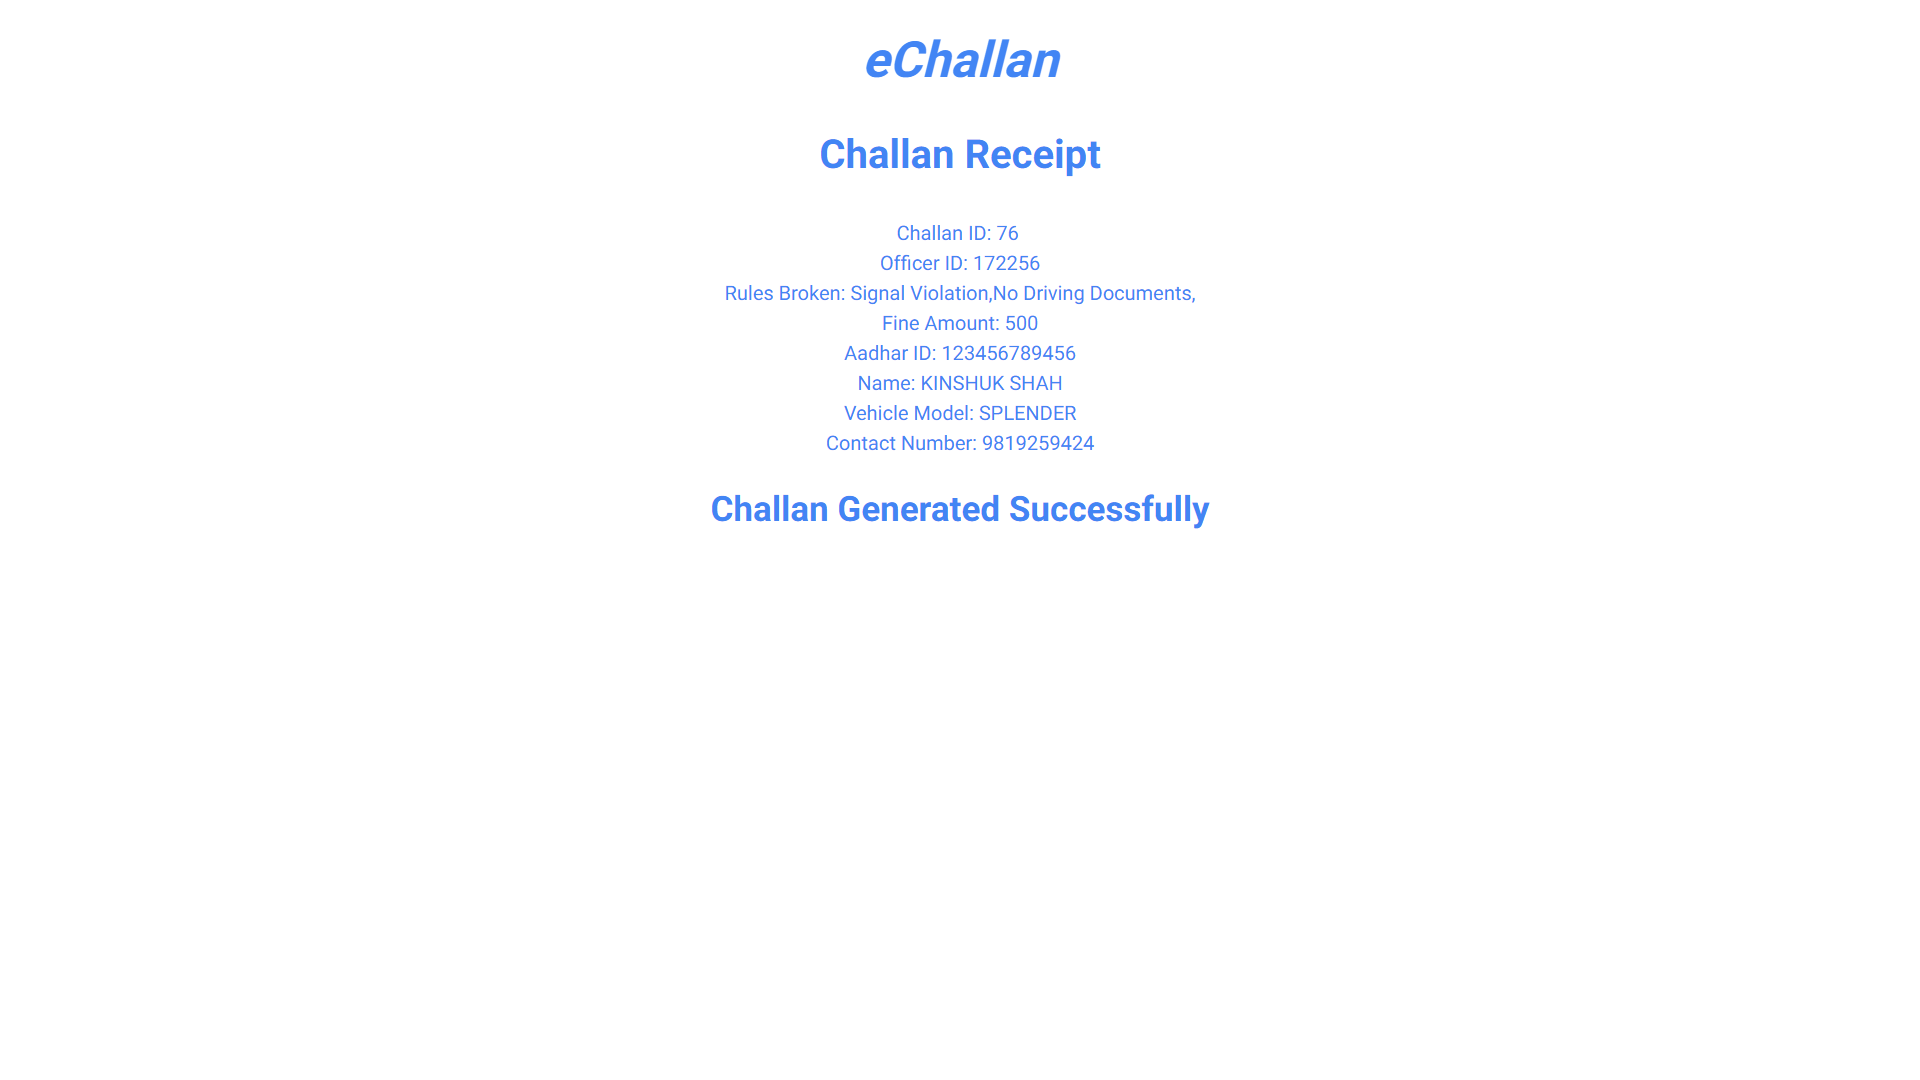 eChallan
Challan Receipt
Challan ID: 76
Officer ID: 172256
Rules Broken: Signal Violation,No Driving Documents,
Fine Amount: 500
Aadhar ID: 123456789456
Name: KINSHUK SHAH
Vehicle Model: SPLENDER
Contact Number: 9819259424
Challan Generated Successfully